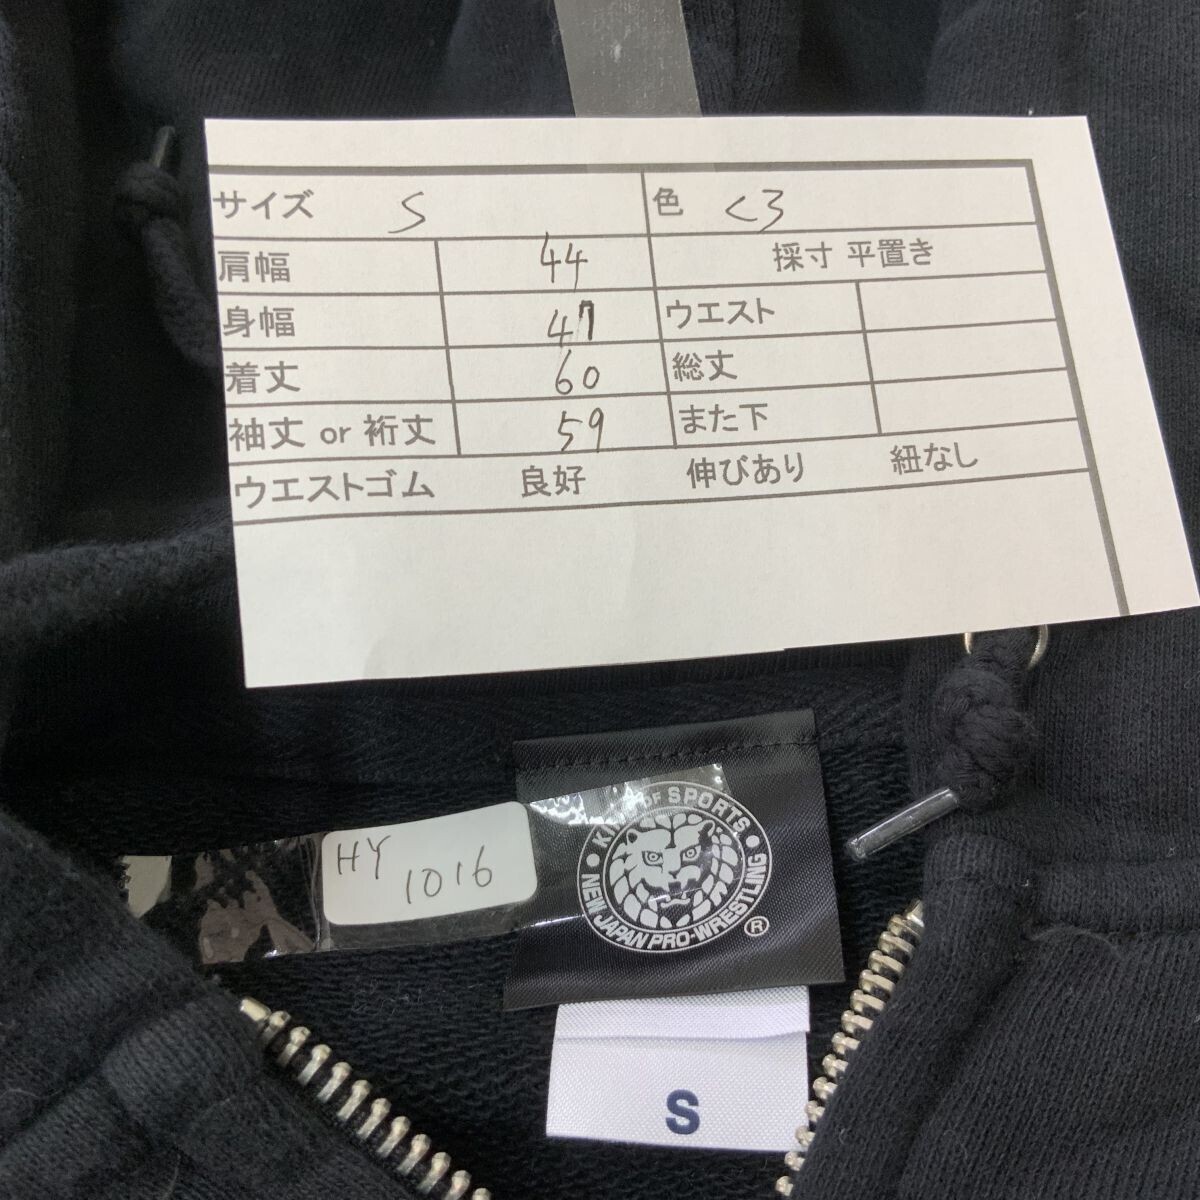 サイズ S 色 くろ
肩幅 44 採寸 平置き
身幅 47 ウエスト
着丈 60 総丈
袖丈 or 裄丈 59 また下
ウエストゴム 良好 伸びあり 紐なし
HY
1016
KING OF SPORTS
NEW JAPAN PRO-WRESTLING
®
S